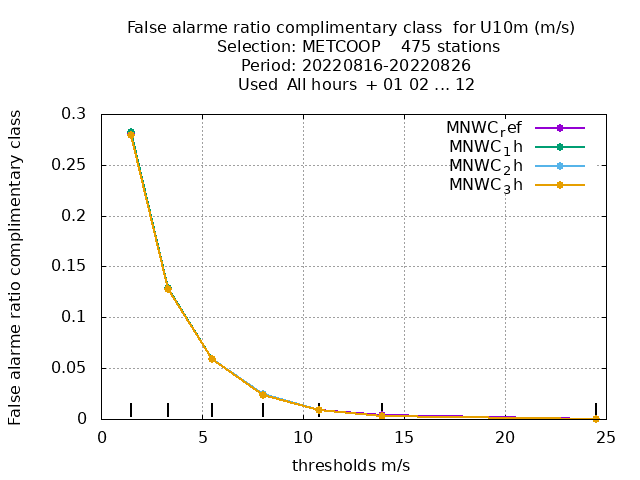 False alarme ratio complimentary class  for U10m (m/s)
Selection: METCOOP    475 stations
Period: 20220816-20220826
Used  All hours  + 01 02 ... 12
False alarme ratio complimentary class
0.3
0.25
0.2
0.15
0.1
0.05
0
MNWC_ref
MNWC_1h
MNWC_2h
MNWC_3h
0 5 10 15 20 25
thresholds m/s